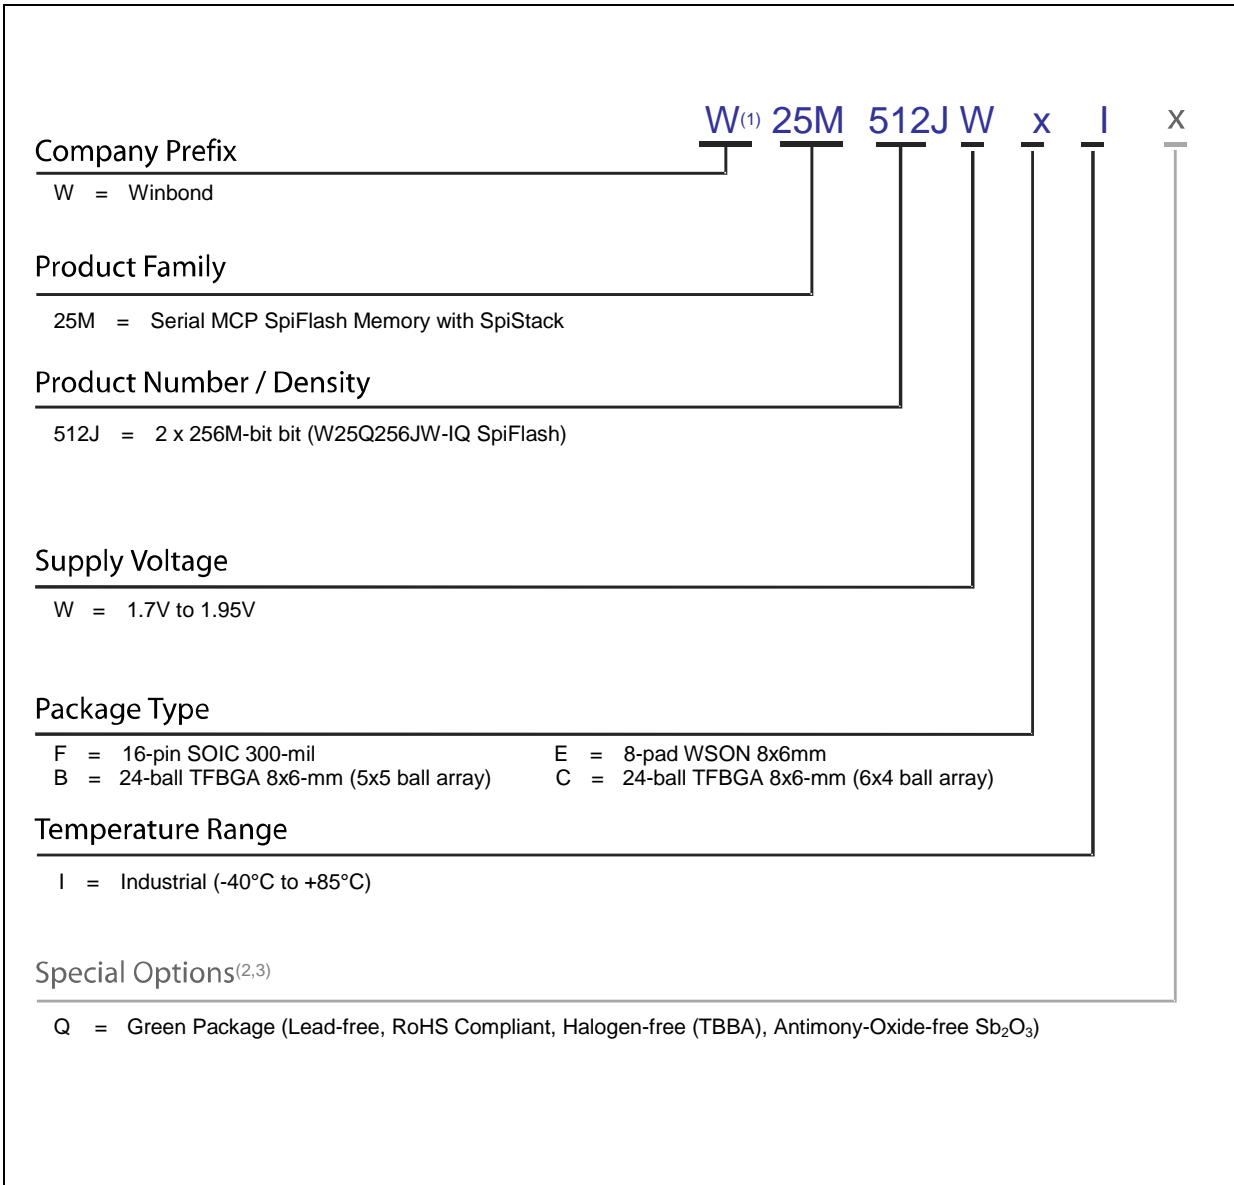 W(1) 25M 512J W x I x
Company Prefix
W = Winbond
Product Family
25M = Serial MCP SpiFlash Memory with SpiStack
Product Number / Density
512J = 2 x 256M-bit bit (W25Q256JW-IQ SpiFlash)
Supply Voltage
W = 1.7V to 1.95V
Package Type
F = 16-pin SOIC 300-mil E = 8-pad WSON 8x6mm
B = 24-ball TFBGA 8x6-mm (5x5 ball array) C = 24-ball TFBGA 8x6-mm (6x4 ball array)
Temperature Range
I = Industrial (-40°C to +85°C)
Special Options(2,3)
Q = Green Package (Lead-free, RoHS Compliant, Halogen-free (TBBA), Antimony-Oxide-free Sb₂O₃)